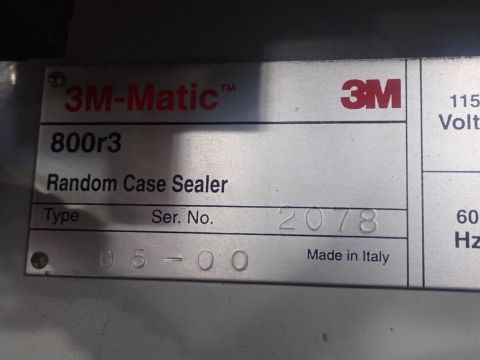 3M-Matic™ 3M
800r3
Random Case Sealer
Type Ser. No. 2078
05-00 Made in Italy
115
Volt
60
Hz